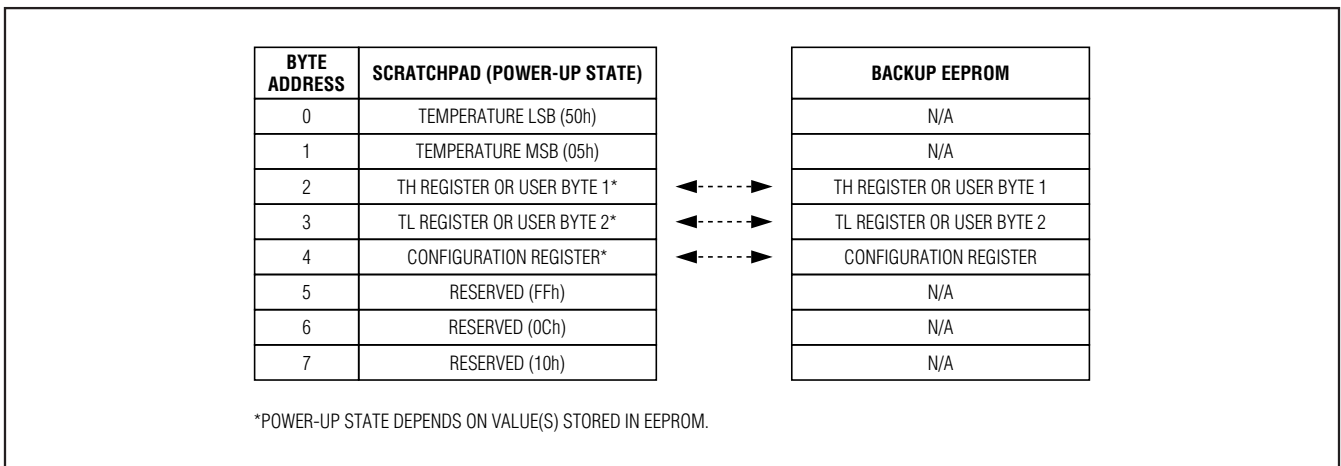 BYTE ADDRESS SCRATCHPAD (POWER-UP STATE) BACKUP EEPROM
0 TEMPERATURE LSB (50h) N/A
1 TEMPERATURE MSB (05h) N/A
2 TH REGISTER OR USER BYTE 1* TH REGISTER OR USER BYTE 1
3 TL REGISTER OR USER BYTE 2* TL REGISTER OR USER BYTE 2
4 CONFIGURATION REGISTER* CONFIGURATION REGISTER
5 RESERVED (FFh) N/A
6 RESERVED (0Ch) N/A
7 RESERVED (10h) N/A
*POWER-UP STATE DEPENDS ON VALUE(S) STORED IN EEPROM.